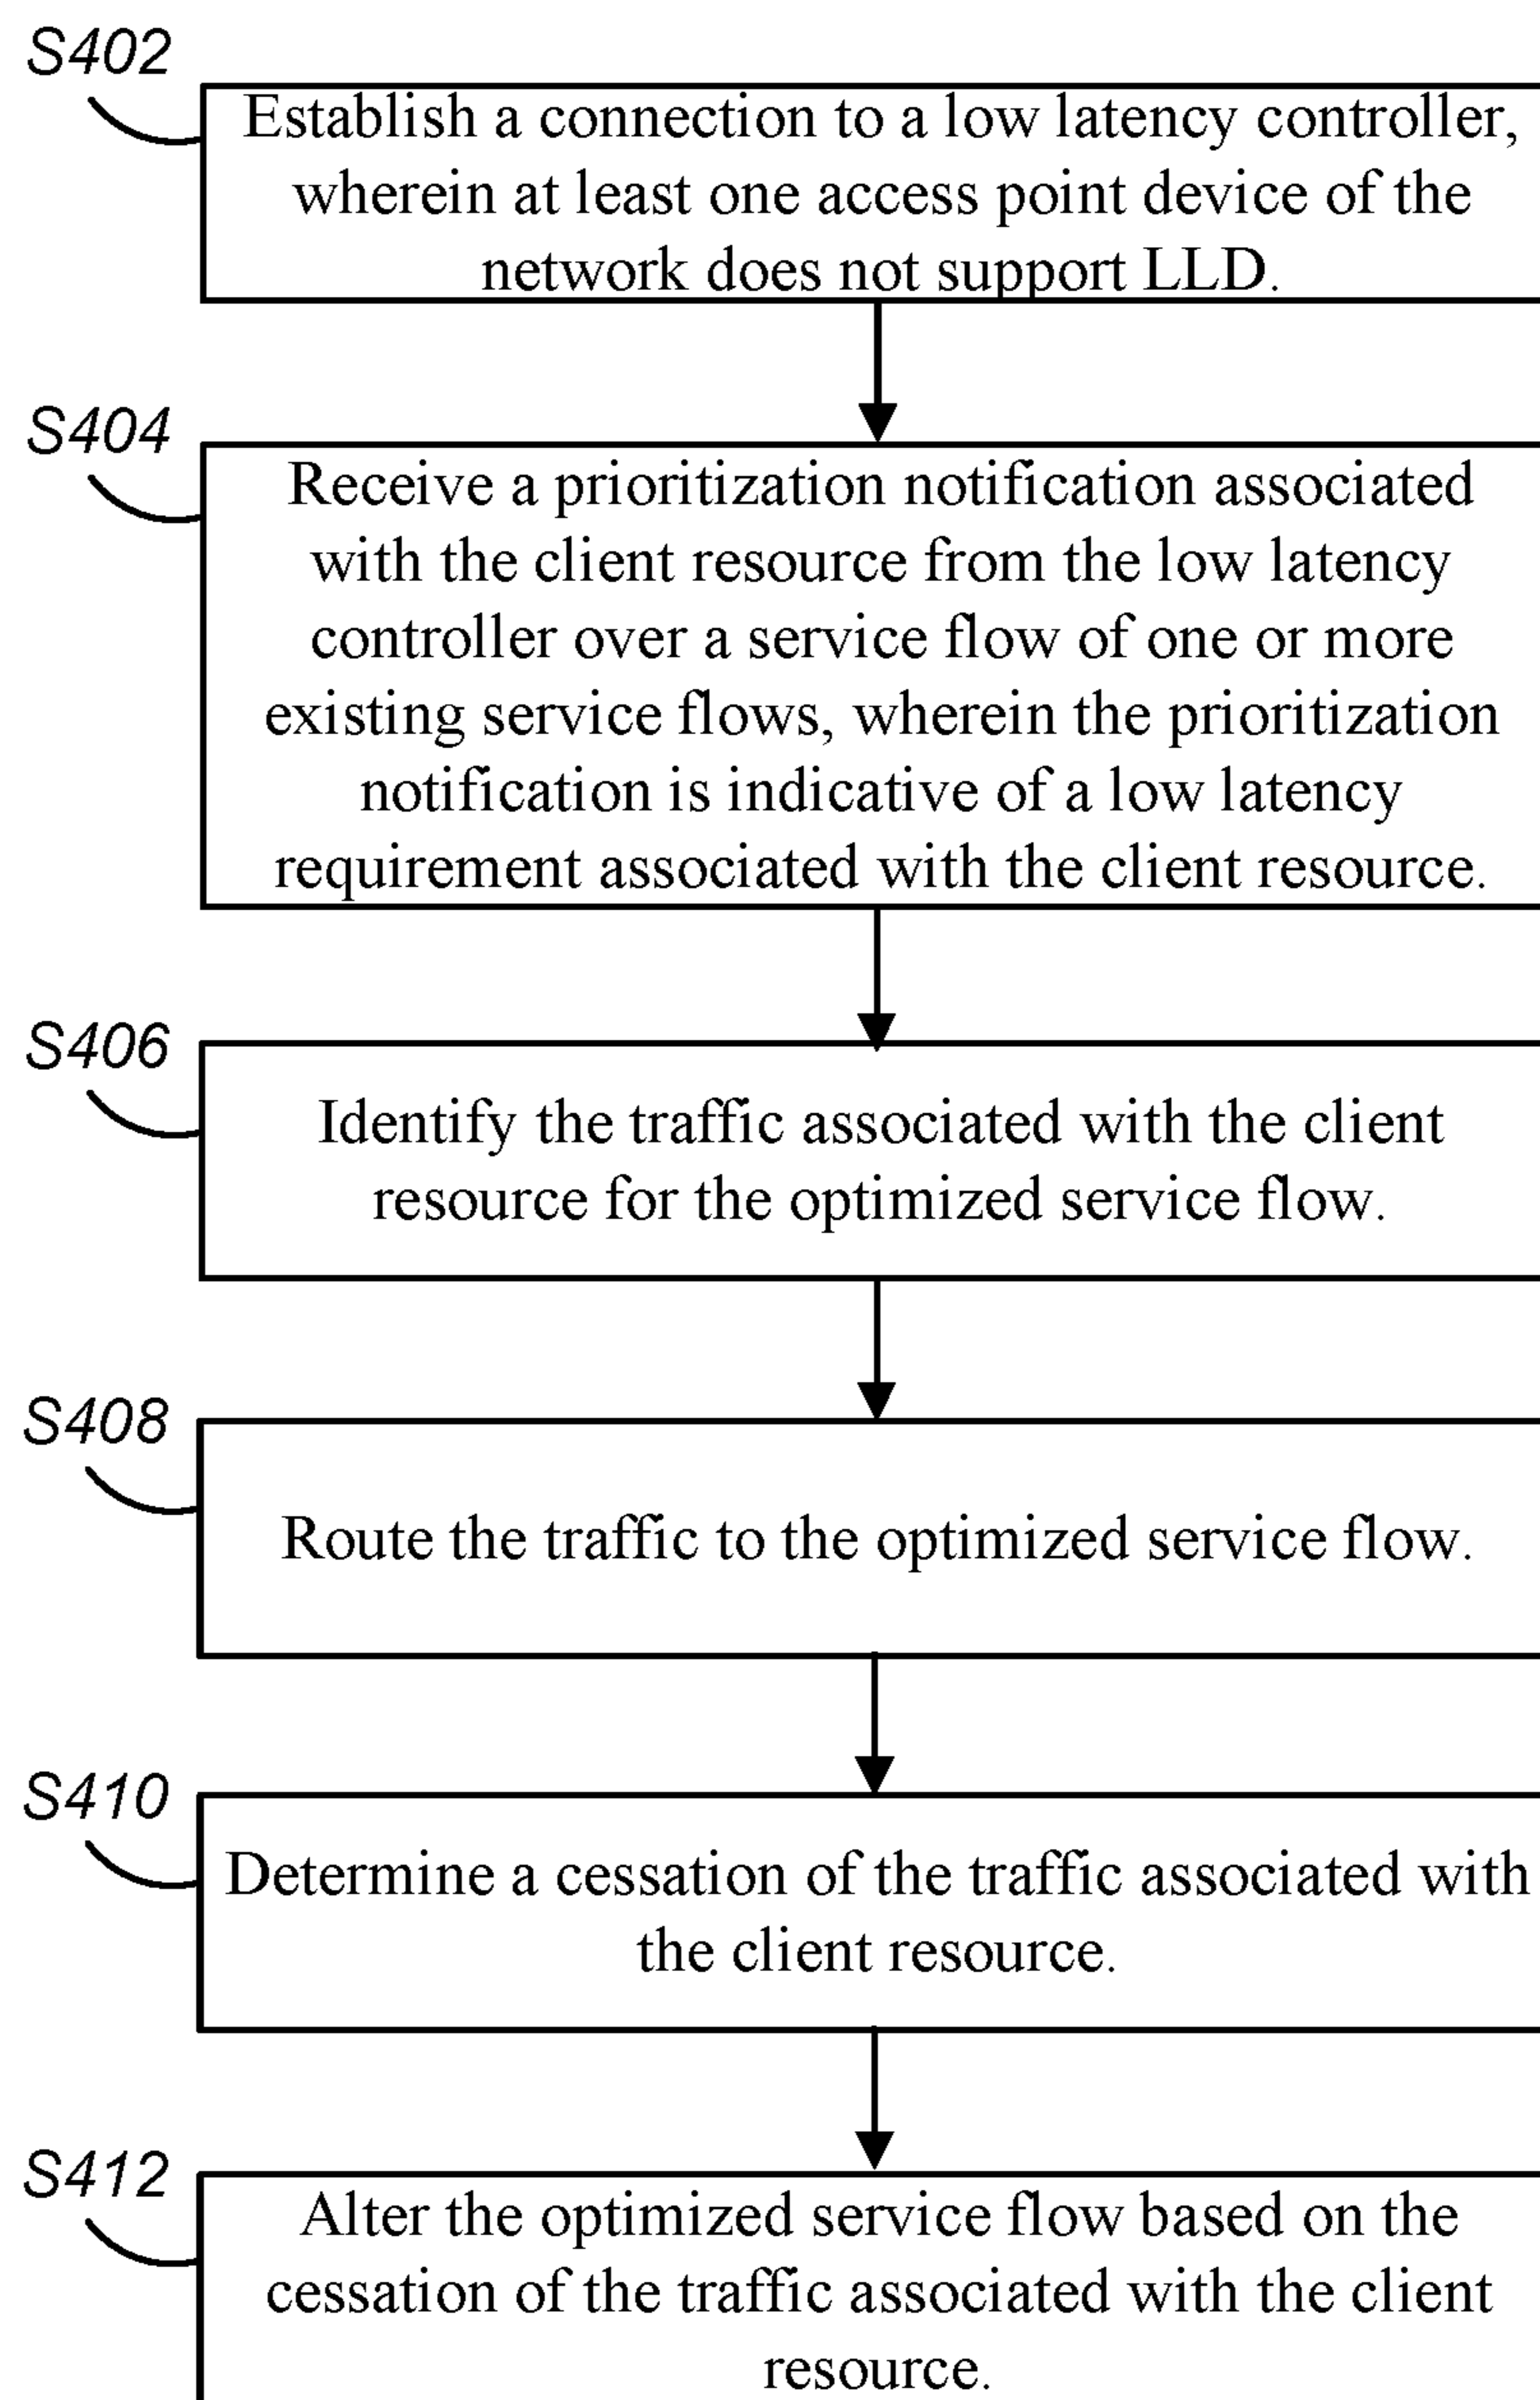 S402
Establish a connection to a low latency controller,
wherein at least one access point device of the
network does not support LLD.
S404
Receive a prioritization notification associated
with the client resource from the low latency
controller over a service flow of one or more
existing service flows, wherein the prioritization
notification is indicative of a low latency
requirement associated with the client resource.
S406
Identify the traffic associated with the client
resource for the optimized service flow.
S408
Route the traffic to the optimized service flow.
S410
Determine a cessation of the traffic associated with
the client resource.
S412
Alter the optimized service flow based on the
cessation of the traffic associated with the client
resource.